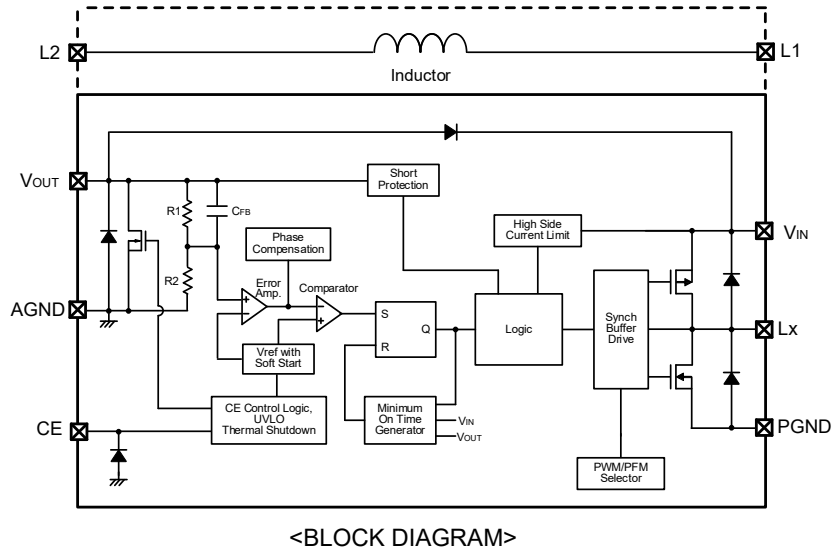 L2
L1
Inductor
VOUT
Short
Protection
R1
CFB
High Side
Current Limit
VIN
Phase
Compensation
R2
Error
Amp.
Comparator
AGND
S
Q
R
Logic
Synch
Buffer
Drive
Lx
Vref with
Soft Start
CE
CE Control Logic,
UVLO
Thermal Shutdown
Minimum
On Time
Generator
VIN
VOUT
PGND
PWM/PFM
Selector
<BLOCK DIAGRAM>